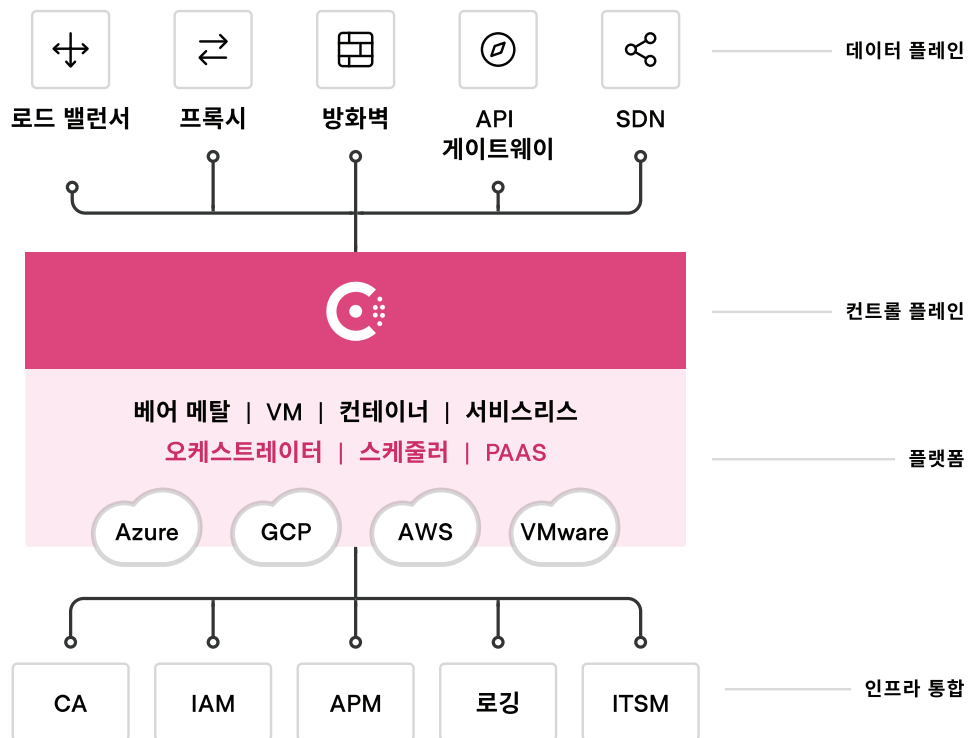 데이터 플레인
로드 밸런서
프록시
방화벽
API
게이트웨이
SDN
컨트롤 플레인
베어 메탈 | VM | 컨테이너 | 서비스리스
오케스트레이터 | 스케줄러 | PAAS
플랫폼
Azure
GCP
AWS
VMware
인프라 통합
CA
IAM
APM
로깅
ITSM